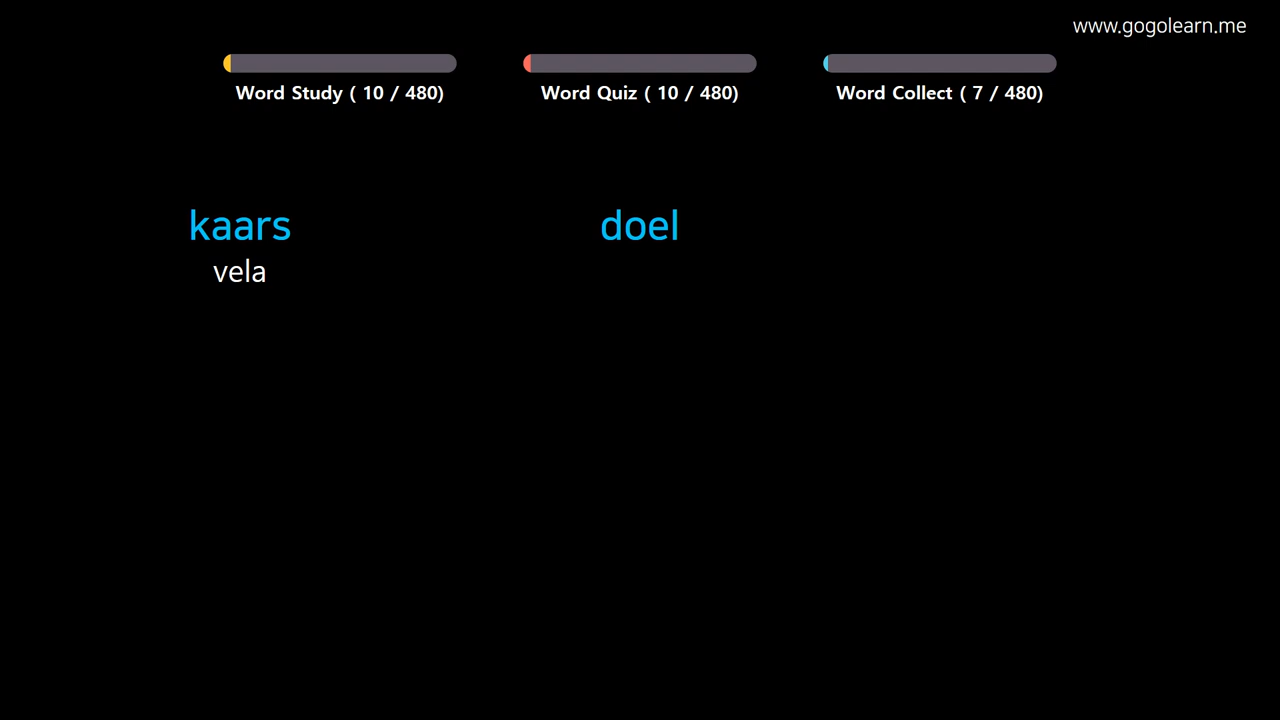 www.gogolearn.me
Word Study ( 10 / 480)
Word Quiz ( 10 / 480)
Word Collect ( 7 / 480)
kaars
doel
vela